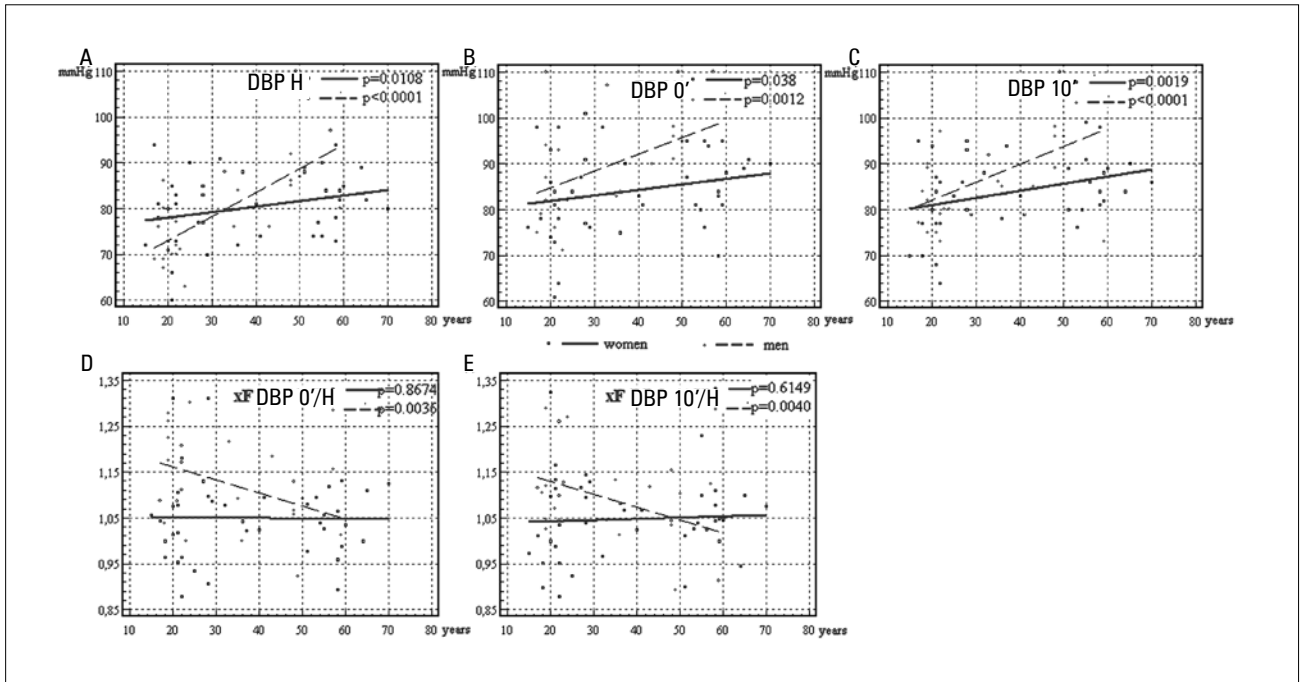 A
mmHg
DBP H
p=0.0108
p<0.0001
110
100
90
80
70
60
10 20 30 40 50 60 70 80 years
B
DBP 0′
p=0.038
p=0.0012
110
100
90
80
70
60
10 20 30 40 50 60 70 80 years
C
DBP 10′
p=0.0019
p<0.0001
110
100
90
80
70
60
10 20 30 40 50 60 70 80 years
women men
D
xF DBP 0′/H
p=0.8674
p=0.0036
1,35
1,25
1,15
1,05
0,95
0,85
10 20 30 40 50 60 70 80 years
E
xF DBP 10′/H
p=0.6149
p=0.0040
1,35
1,25
1,15
1,05
0,95
0,85
10 20 30 40 50 60 70 80 years